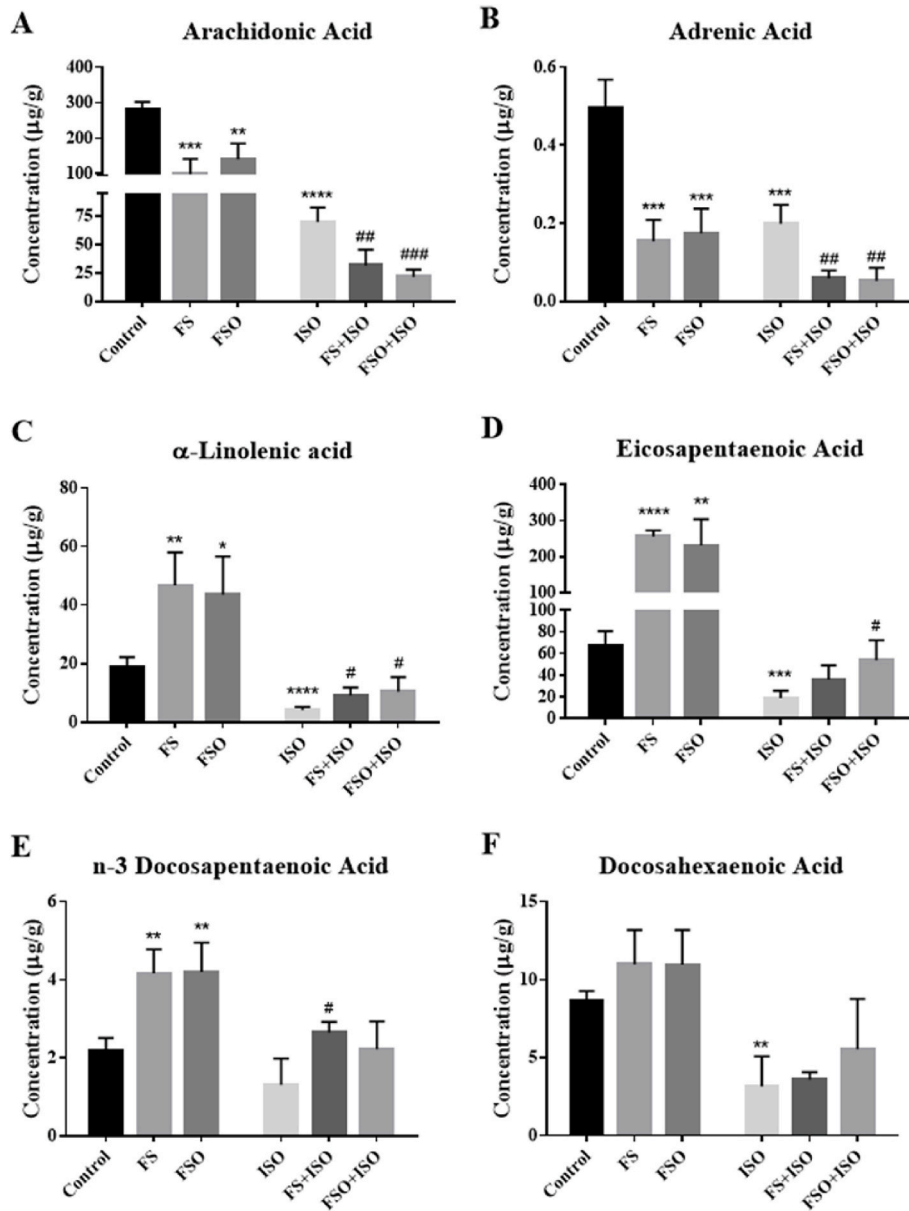 A
Arachidonic Acid
Concentration (µg/g)
400
300
200
100
75
50
25
0
***
**
****
##
###
Control
FS
FSO
ISO
FS+ISO
FSO+ISO
B
Adrenic Acid
Concentration (µg/g)
0.6
0.4
0.2
0.0
***
***
***
##
##
Control
FS
FSO
ISO
FS+ISO
FSO+ISO
C
α-Linolenic acid
Concentration (µg/g)
80
60
40
20
0
**
*
****
#
#
Control
FS
FSO
ISO
FS+ISO
FSO+ISO
D
Eicosapentaenoic Acid
Concentration (µg/g)
400
300
200
100
100
80
60
40
20
0
****
**
***
#
Control
FS
FSO
ISO
FS+ISO
FSO+ISO
E
n-3 Docosapentaenoic Acid
Concentration (µg/g)
6
4
2
0
**
**
#
Control
FS
FSO
ISO
FS+ISO
FSO+ISO
F
Docosahexaenoic Acid
Concentration (µg/g)
15
10
5
0
**
Control
FS
FSO
ISO
FS+ISO
FSO+ISO